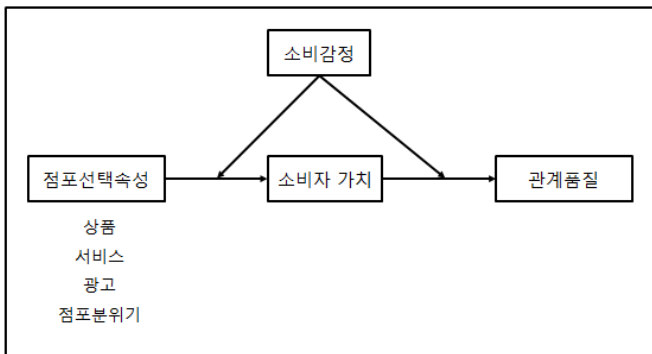 소비감정
점포선택속성
소비자 가치
관계품질
상품
서비스
광고
점포분위기